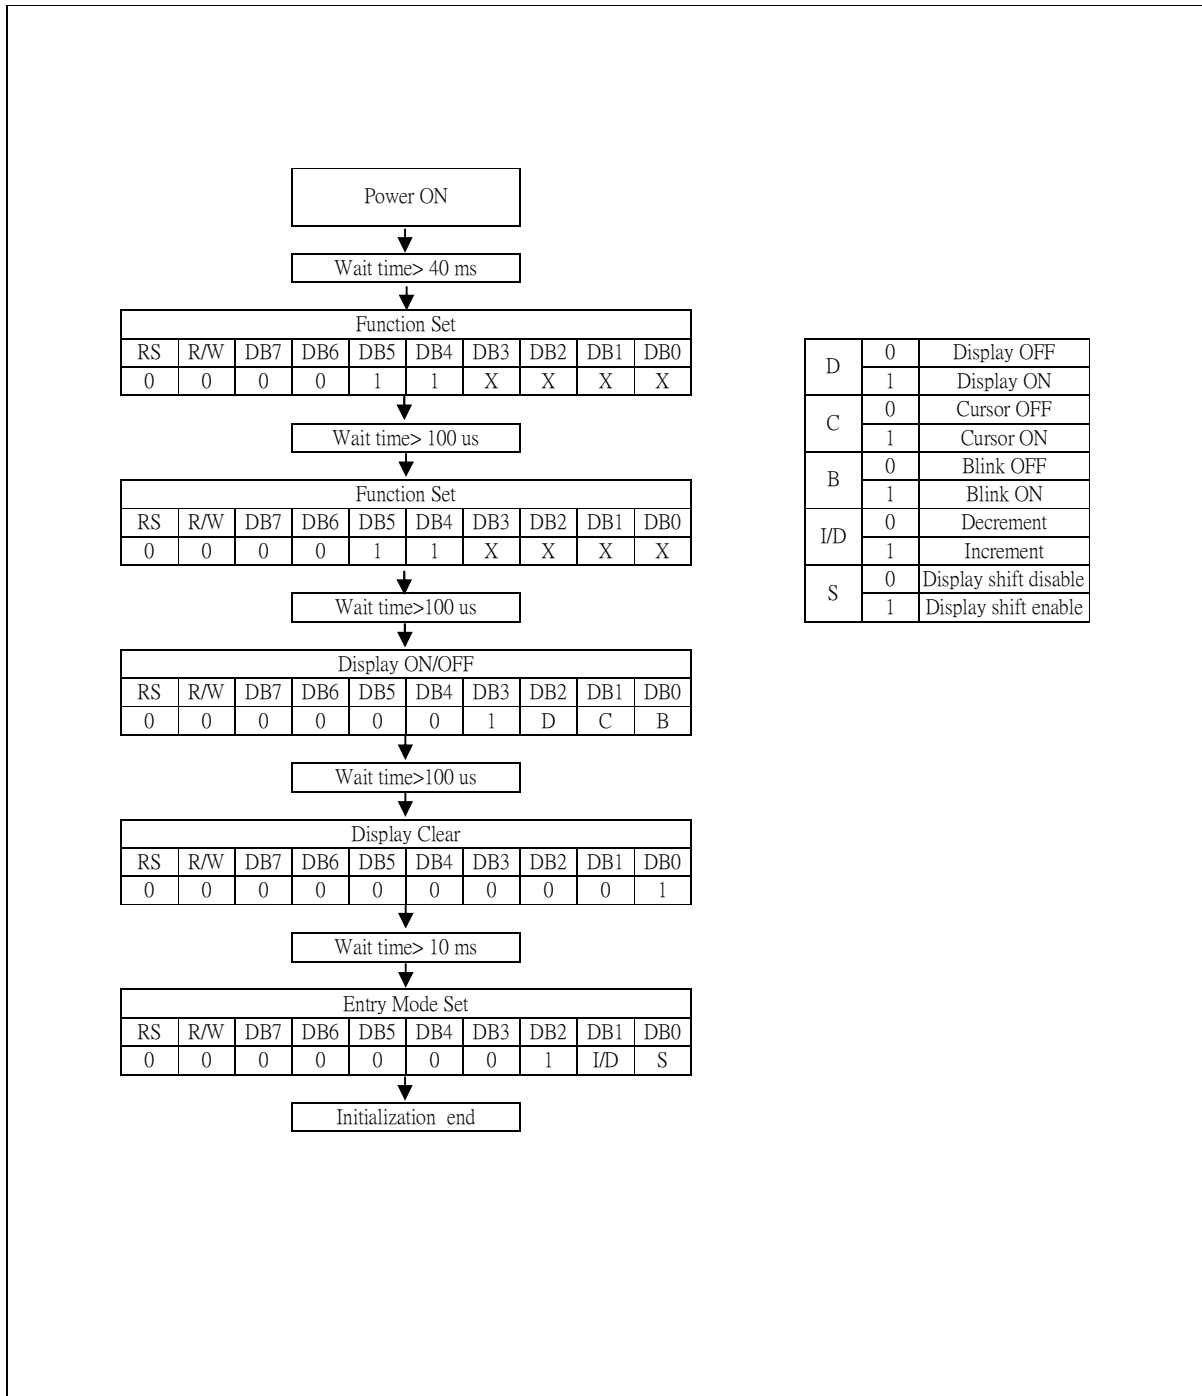 Power ON
Wait time> 40 ms
Function Set
RS R/W DB7 DB6 DB5 DB4 DB3 DB2 DB1 DB0
0 0 0 0 1 1 X X X X
Wait time> 100 us
Function Set
RS R/W DB7 DB6 DB5 DB4 DB3 DB2 DB1 DB0
0 0 0 0 1 1 X X X X
Wait time>100 us
Display ON/OFF
RS R/W DB7 DB6 DB5 DB4 DB3 DB2 DB1 DB0
0 0 0 0 0 0 1 D C B
Wait time>100 us
Display Clear
RS R/W DB7 DB6 DB5 DB4 DB3 DB2 DB1 DB0
0 0 0 0 0 0 0 0 0 1
Wait time> 10 ms
Entry Mode Set
RS R/W DB7 DB6 DB5 DB4 DB3 DB2 DB1 DB0
0 0 0 0 0 0 0 1 I/D S
Initialization end
D
0 Display OFF
1 Display ON
C
0 Cursor OFF
1 Cursor ON
B
0 Blink OFF
1 Blink ON
I/D
0 Decrement
1 Increment
S
0 Display shift disable
1 Display shift enable